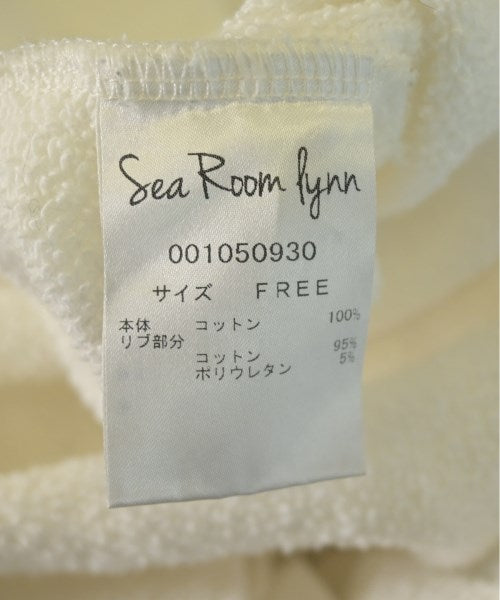 Sea Room lynn
001050930
サイズ FREE
本体 コットン 100%
リブ部分
コットン 95%
ポリウレタン 5%